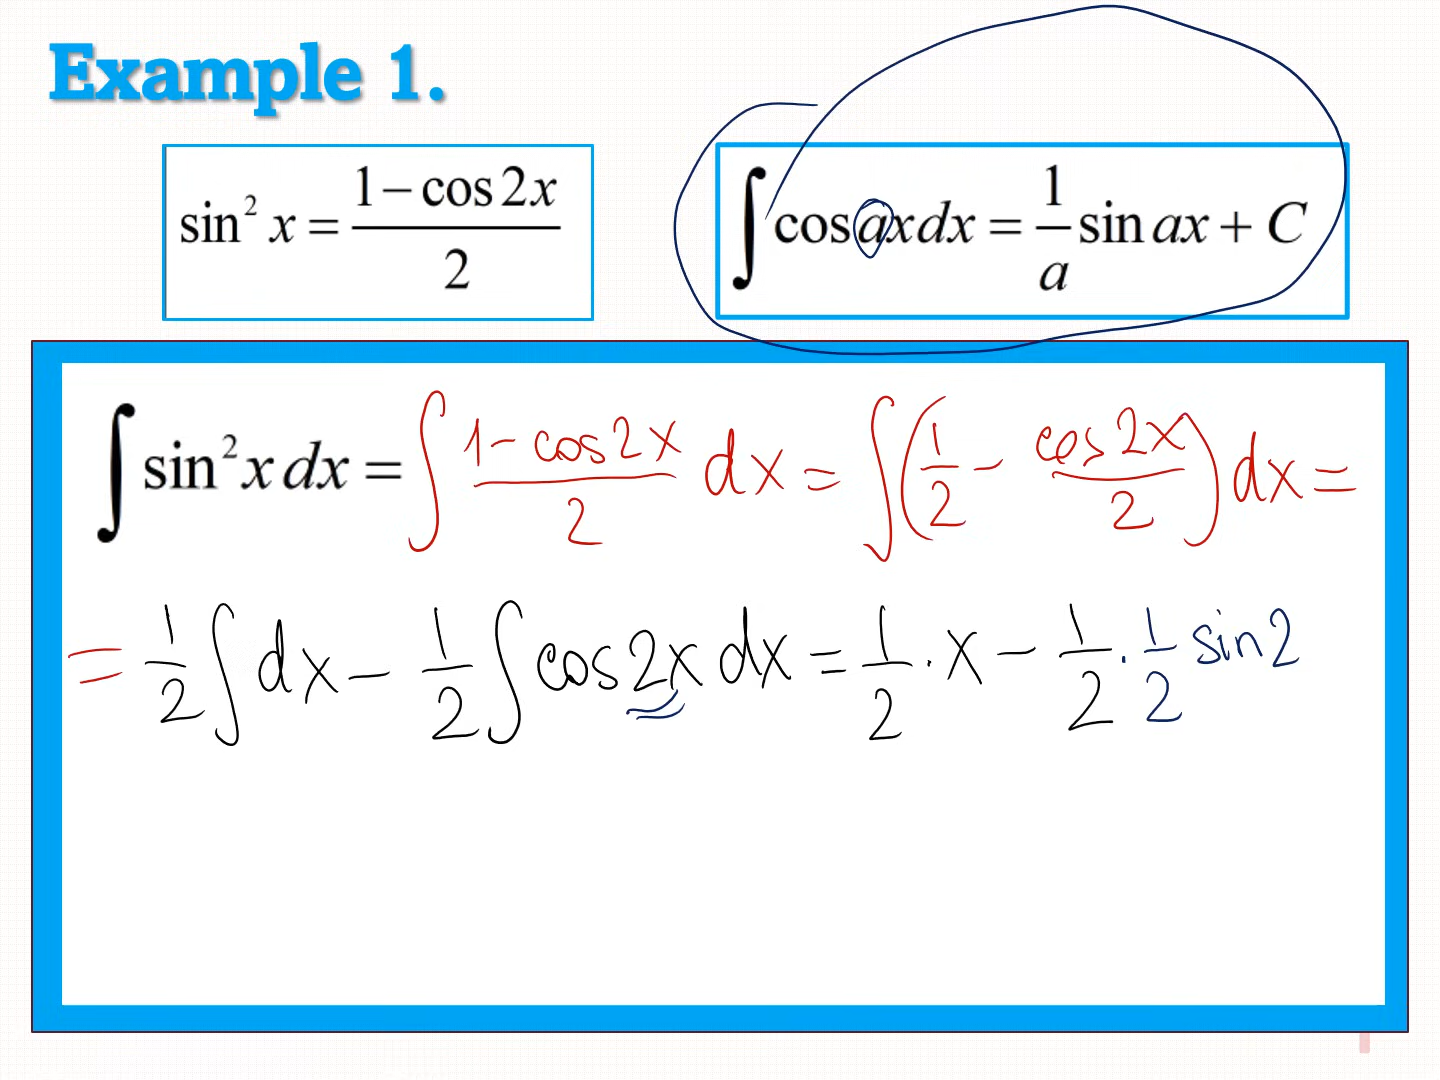 Example 1.
sin² x = (1 − cos 2x)/2
∫ cos ax dx = 1/a sin ax + C
∫ sin² x dx = ∫ (1 − cos 2x)/2 dx = ∫ (1/2 − cos 2x/2) dx =
= 1/2 ∫ dx − 1/2 ∫ cos 2x dx = 1/2 · x − 1/2 · 1/2 sin 2